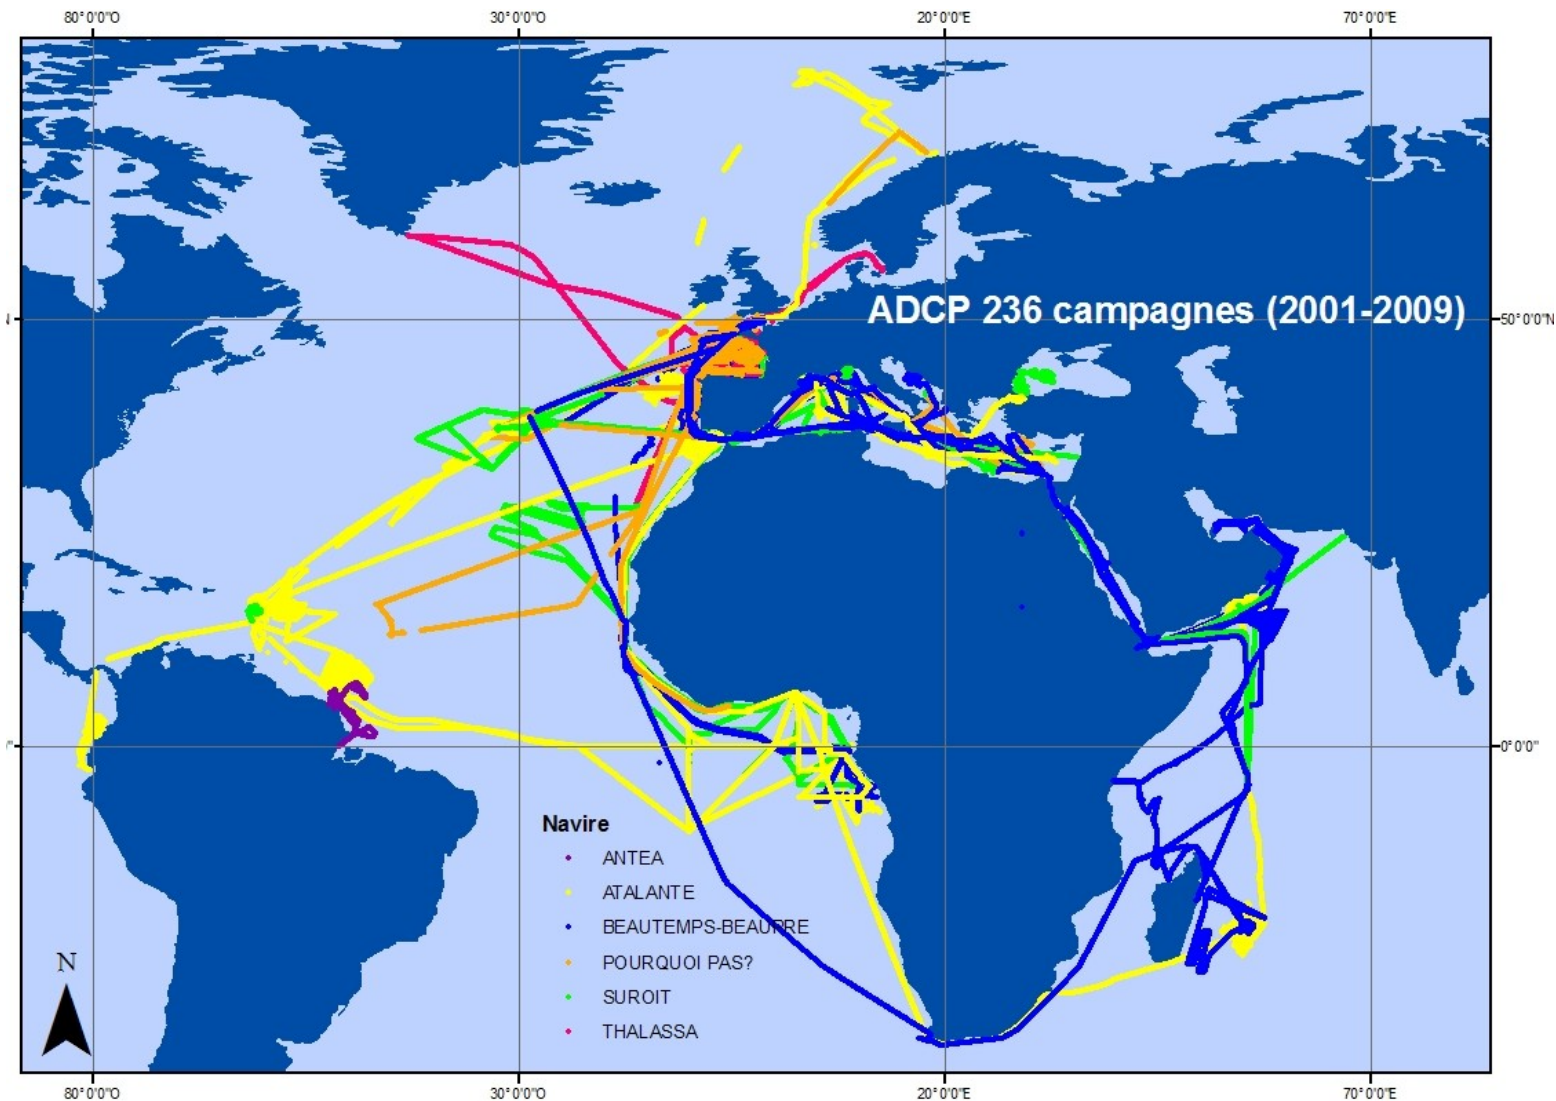 80°0'0"O 30°0'0"O 20°0'0"E 70°0'0"E
ADCP 236 campagnes (2001-2009)
50°0'0"N
0°0'0"
Navire
ANTEA
ATALANTE
BEAUTEMPS-BEAUPRE
POURQUOI PAS?
SUROIT
THALASSA
N
80°0'0"O 30°0'0"O 20°0'0"E 70°0'0"E